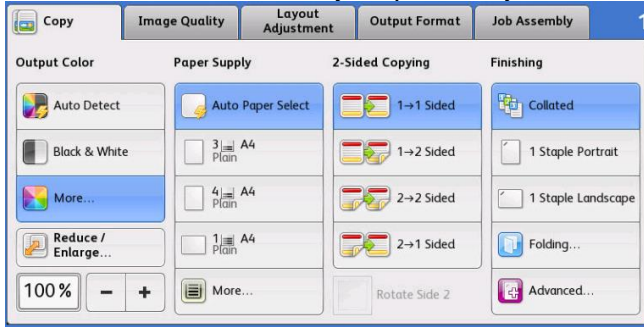 Copy
Image Quality
Layout
Adjustment
Output Format
Job Assembly
Output Color
Paper Supply
2-Sided Copying
Finishing
Auto Detect
Auto Paper Select
1→1 Sided
Collated
Black & White
3 A4
Plain
1→2 Sided
1 Staple Portrait
More...
4 A4
Plain
2→2 Sided
1 Staple Landscape
Reduce /
Enlarge...
1 A4
Plain
2→1 Sided
Folding...
100% - +
More...
Rotate Side 2
Advanced...